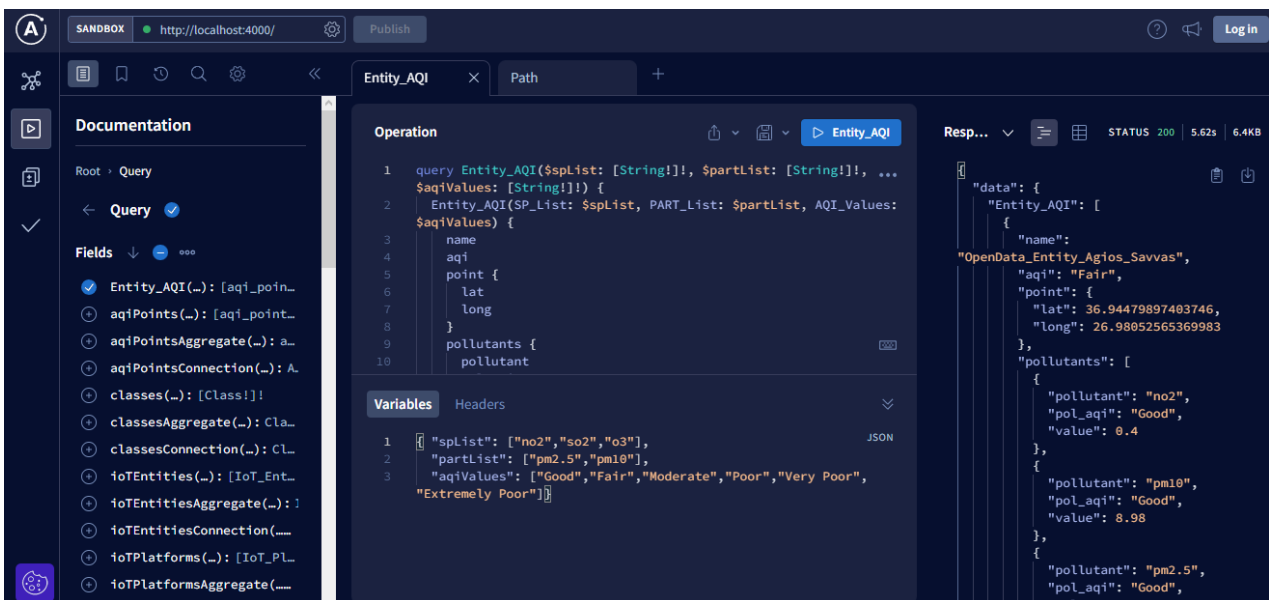 SANDBOX http://localhost:4000/ Publish Log in
Entity_AQI Path
Documentation
Root › Query
Query
Fields
Entity_AQI(…): [aqi_poin…
aqiPoints(…): [aqi_point…
aqiPointsAggregate(…): a…
aqiPointsConnection(…): A…
classes(…): [Class!]!
classesAggregate(…): Cla…
classesConnection(…): Cl…
ioTEntities(…): [IoT_Ent…
ioTEntitiesAggregate(…): I
ioTEntitiesConnection(……
ioTPlatforms(…): [IoT_Pl…
ioTPlatformsAggregate(……
Operation Entity_AQI
1 query Entity_AQI($spList: [String!]!, $partList: [String!]!,
$aqiValues: [String!]!) {
2 Entity_AQI(SP_List: $spList, PART_List: $partList, AQI_Values:
$aqiValues) {
3 name
4 aqi
5 point {
6 lat
7 long
8 }
9 pollutants {
10 pollutant
Variables Headers
JSON
1 { "spList": ["no2","so2","o3"],
2 "partList": ["pm2.5","pm10"],
3 "aqiValues": ["Good","Fair","Moderate","Poor","Very Poor",
"Extremely Poor"]}
Resp... STATUS 200 5.62s 6.4KB
{
"data": {
"Entity_AQI": [
{
"name":
"OpenData_Entity_Agios_Savvas",
"aqi": "Fair",
"point": {
"lat": 36.94479897403746,
"long": 26.98052565369983
},
"pollutants": [
{
"pollutant": "no2",
"pol_aqi": "Good",
"value": 0.4
},
{
"pollutant": "pm10",
"pol_aqi": "Good",
"value": 8.98
},
{
"pollutant": "pm2.5",
"pol_aqi": "Good",
"value":